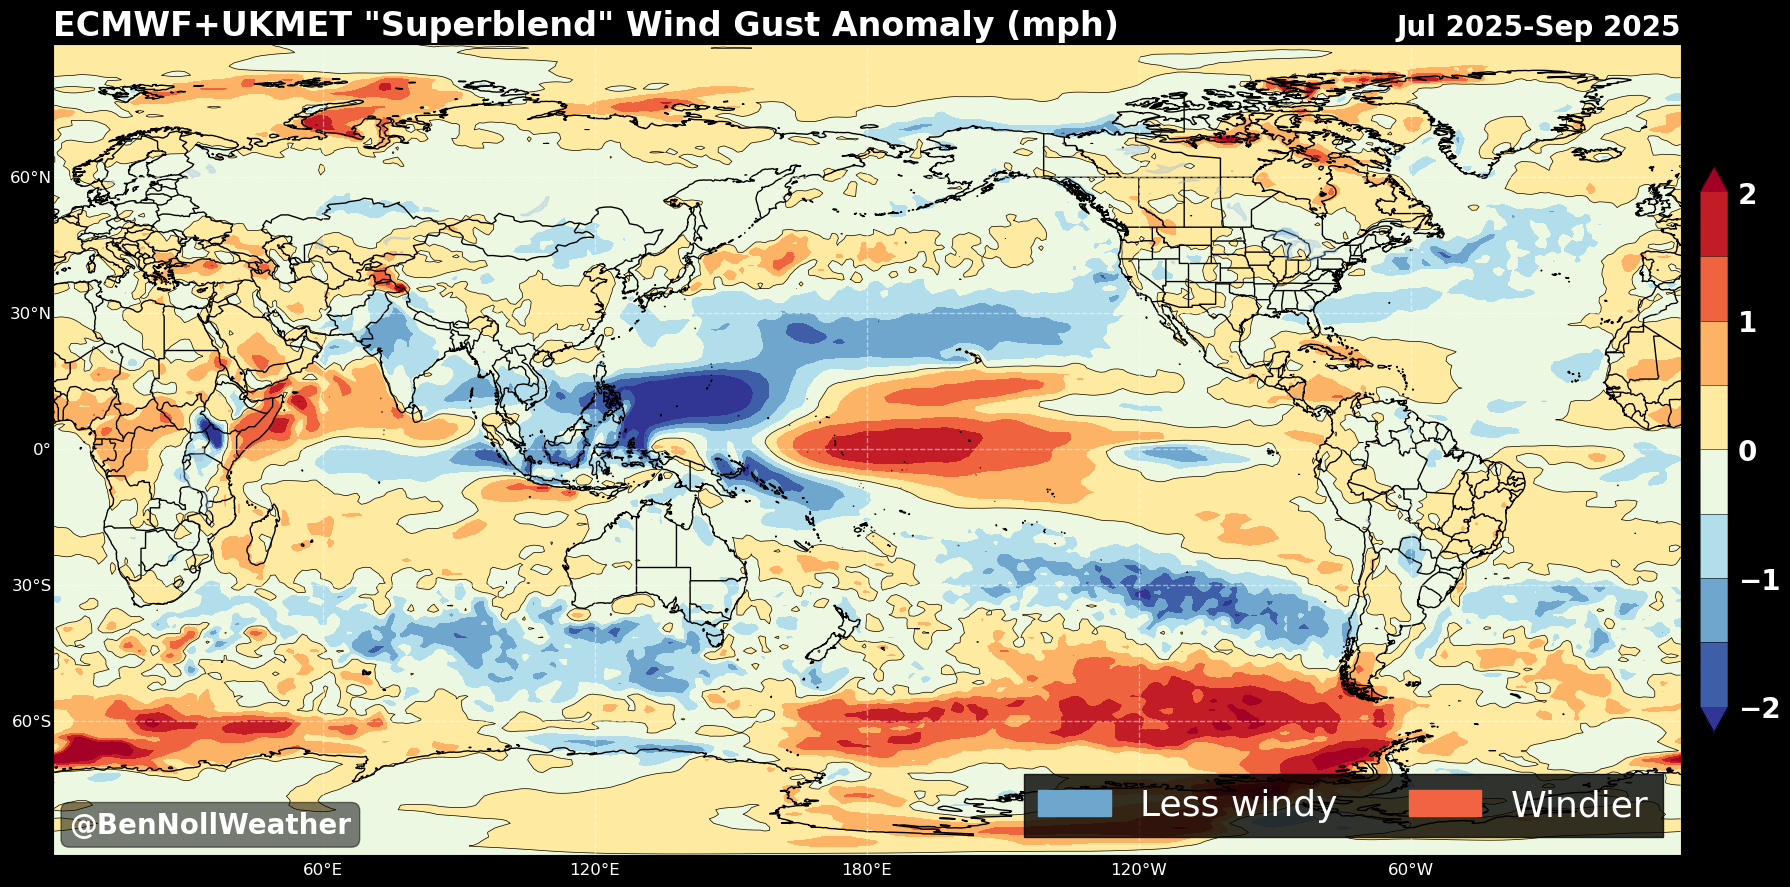 ECMWF+UKMET "Superblend" Wind Gust Anomaly (mph)
Jul 2025-Sep 2025
60°N
30°N
0°
30°S
60°S
60°E
120°E
180°E
120°W
60°W
2
1
0
−1
−2
Less windy
Windier
@BenNollWeather